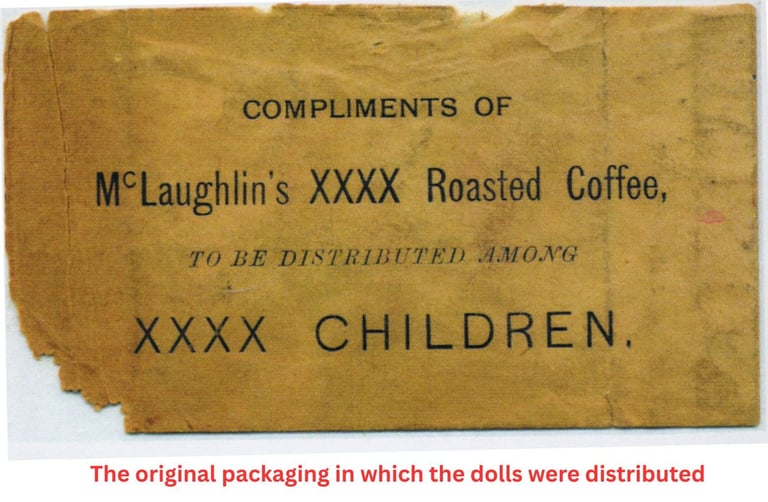 COMPLIMENTS OF
McLaughlin's XXXX Roasted Coffee,
TO BE DISTRIBUTED AMONG
XXXX CHILDREN.
The original packaging in which the dolls were distributed